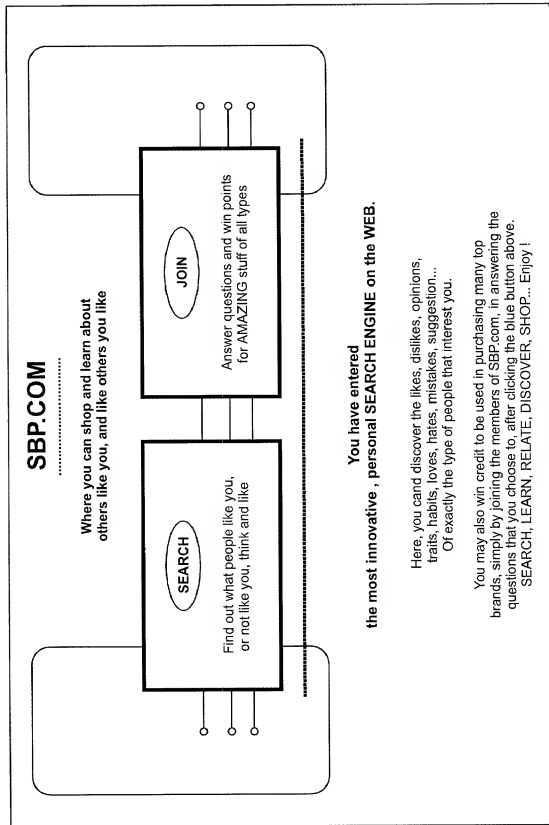 SBP.COM
Where you can shop and learn about
others like you, and like others you like
SEARCH
Find out what people like you,
or not like you, think and like
JOIN
Answer questions and win points
for AMAZING stuff of all types
You have entered
the most innovative , personal SEARCH ENGINE on the WEB.
Here, you cand discover the likes, dislikes, opinions,
traits, habits, loves, hates, mistakes, suggestion...
Of exactly the type of people that interest you.
You may also win credit to be used in purchasing many top
brands, simply by joining the members of SBP.com, in answering the
questions that you choose to, after clicking the blue button above.
SEARCH, LEARN, RELATE, DISCOVER, SHOP... Enjoy !